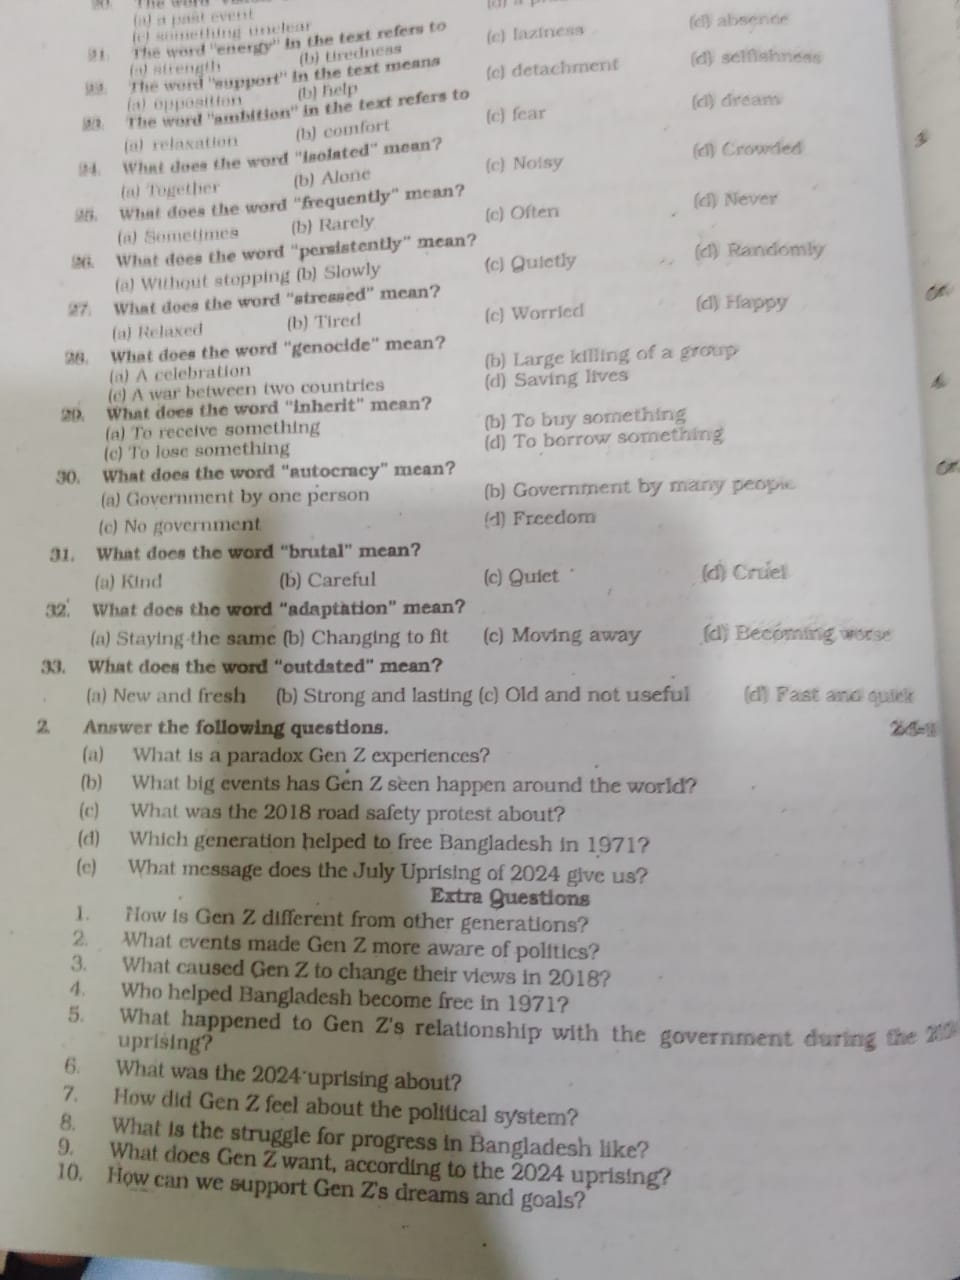 20. The word
(a) a past event
(c) something unclear
21. The word "energy" in the text refers to
(a) strength (b) tiredness (c) laziness (d) absence
22. The word "support" in the text means
(a) opposition (b) help (c) detachment (d) selfishness
23. The word "ambition" in the text refers to
(a) relaxation (b) comfort (c) fear (d) dream
24. What does the word "isolated" mean?
(a) Together (b) Alone (c) Noisy (d) Crowded
25. What does the word "frequently" mean?
(a) Sometimes (b) Rarely (c) Often (d) Never
26. What does the word "persistently" mean?
(a) Without stopping (b) Slowly (c) Quietly (d) Randomly
27. What does the word "stressed" mean?
(a) Relaxed (b) Tired (c) Worried (d) Happy
28. What does the word "genocide" mean?
(a) A celebration (b) Large killing of a group
(c) A war between two countries (d) Saving lives
29. What does the word "inherit" mean?
(a) To receive something (b) To buy something
(c) To lose something (d) To borrow something
30. What does the word "autocracy" mean?
(a) Government by one person (b) Government by many people
(c) No government (d) Freedom
31. What does the word "brutal" mean?
(a) Kind (b) Careful (c) Quiet (d) Cruel
32. What does the word "adaptation" mean?
(a) Staying the same (b) Changing to fit (c) Moving away (d) Becoming worse
33. What does the word "outdated" mean?
(a) New and fresh (b) Strong and lasting (c) Old and not useful (d) Fast and quick
2. Answer the following questions.
(a) What is a paradox Gen Z experiences?
(b) What big events has Gen Z seen happen around the world?
(c) What was the 2018 road safety protest about?
(d) Which generation helped to free Bangladesh in 1971?
(e) What message does the July Uprising of 2024 give us?
Extra Questions
1. How is Gen Z different from other generations?
2. What events made Gen Z more aware of politics?
3. What caused Gen Z to change their views in 2018?
4. Who helped Bangladesh become free in 1971?
5. What happened to Gen Z's relationship with the government during the
uprising?
6. What was the 2024 uprising about?
7. How did Gen Z feel about the political system?
8. What is the struggle for progress in Bangladesh like?
9. What does Gen Z want, according to the 2024 uprising?
10. How can we support Gen Z's dreams and goals?